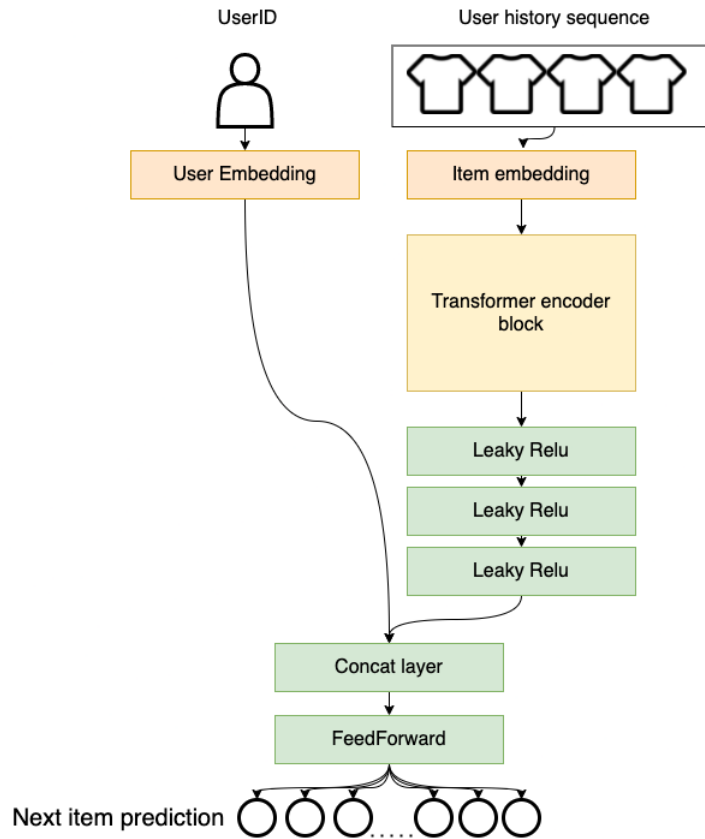 UserID
User history sequence
User Embedding
Item embedding
Transformer encoder
block
Leaky Relu
Leaky Relu
Leaky Relu
Concat layer
FeedForward
Next item prediction
.....